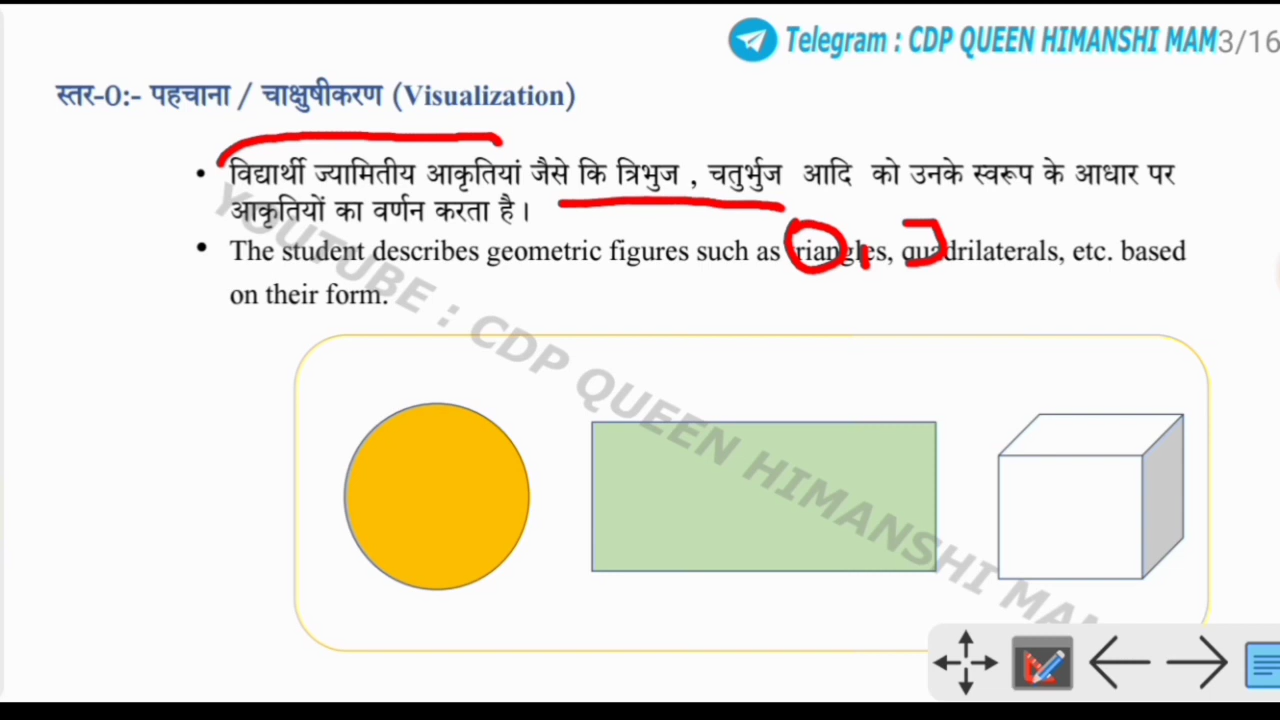 Telegram : CDP QUEEN HIMANSHI MAM 3/16
स्तर-0:- पहचाना / चाक्षुषीकरण (Visualization)
• विद्यार्थी ज्यामितीय आकृतियां जैसे कि त्रिभुज , चतुर्भुज आदि को उनके स्वरूप के आधार पर
आकृतियों का वर्णन करता है।
• The student describes geometric figures such as triangles, quadrilaterals, etc. based
on their form.
YOUTUBE : CDP QUEEN HIMANSHI MAM